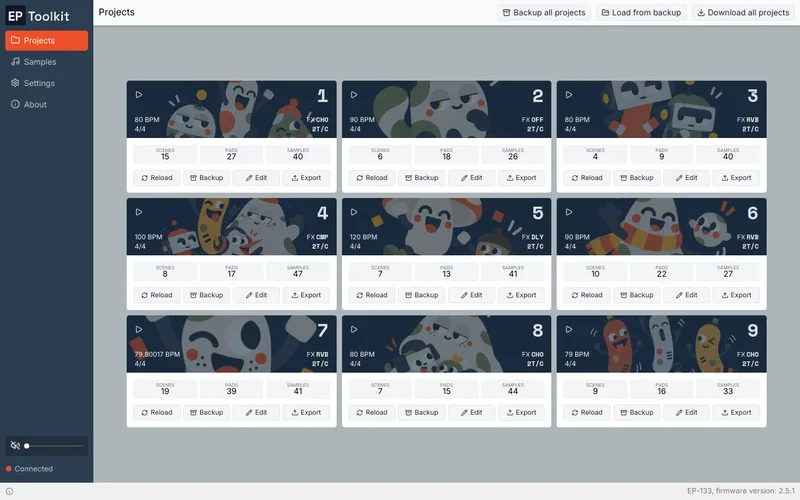 EP Toolkit
Projects
Samples
Settings
About
Connected
Projects
Backup all projects
Load from backup
Download all projects
1
80 BPM
4/4
FX CHO
2T/C
SCENES
15
PADS
27
SAMPLES
40
Reload
Backup
Edit
Export
2
90 BPM
4/4
FX OFF
2T/C
SCENES
6
PADS
18
SAMPLES
26
Reload
Backup
Edit
Export
3
80 BPM
4/4
FX RVB
2T/C
SCENES
4
PADS
9
SAMPLES
40
Reload
Backup
Edit
Export
4
100 BPM
4/4
FX CMP
2T/C
SCENES
8
PADS
17
SAMPLES
47
Reload
Backup
Edit
Export
5
120 BPM
4/4
FX DLY
2T/C
SCENES
7
PADS
13
SAMPLES
41
Reload
Backup
Edit
Export
6
90 BPM
4/4
FX RVB
2T/C
SCENES
10
PADS
22
SAMPLES
27
Reload
Backup
Edit
Export
7
79.80017 BPM
4/4
FX RVB
2T/C
SCENES
19
PADS
39
SAMPLES
41
Reload
Backup
Edit
Export
8
80 BPM
4/4
FX CHO
2T/C
SCENES
7
PADS
15
SAMPLES
44
Reload
Backup
Edit
Export
9
79 BPM
4/4
FX CHO
2T/C
SCENES
9
PADS
16
SAMPLES
33
Reload
Backup
Edit
Export
EP-133, firmware version: 2.5.1